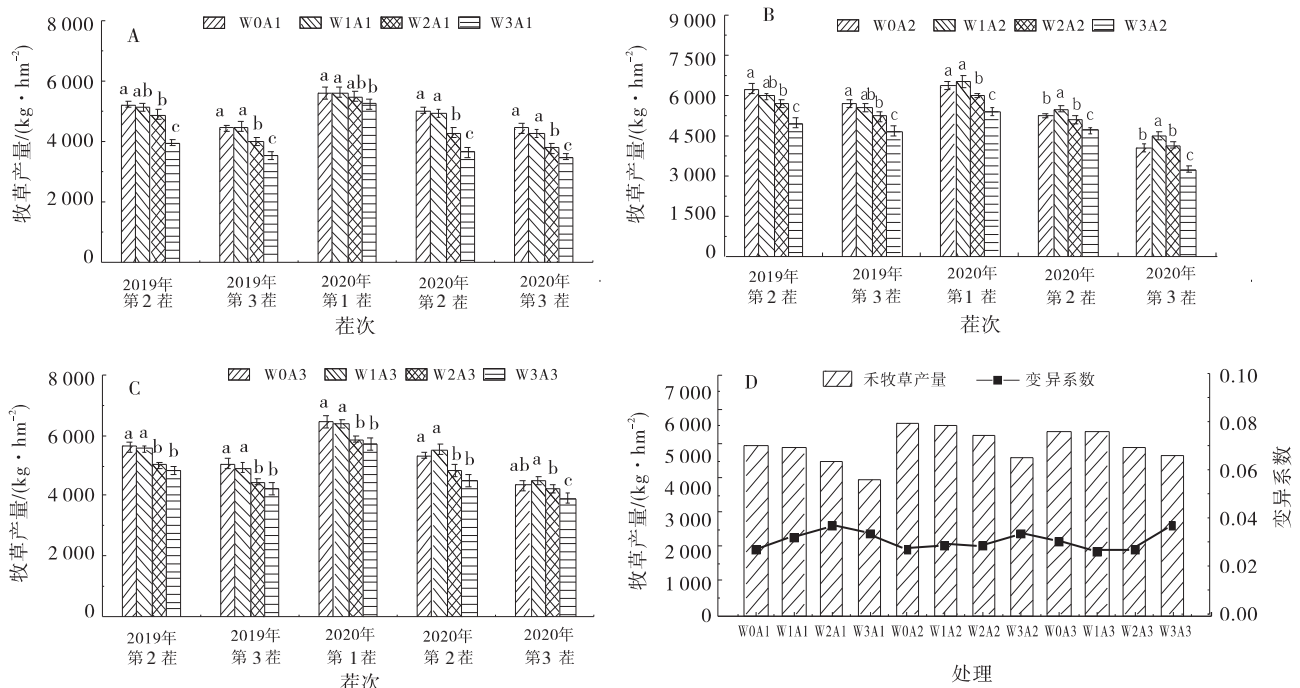 A
W0A1 W1A1 W2A1 W3A1
牧草产量/(kg·hm⁻²)
8 000
6 000
4 000
2 000
0
a ab b c
a a b c
a a ab b
a a b c
a a b c
2019年 2019年 2020年 2020年 2020年
第2茬 第3茬 第1茬 第2茬 第3茬
茬次
B
W0A2 W1A2 W2A2 W3A2
牧草产量/(kg·hm⁻²)
9 000
7 500
6 000
4 500
3 000
1 500
0
a ab b c
a ab b c
a a b c
b a b c
b a b c
2019年 2019年 2020年 2020年 2020年
第2茬 第3茬 第1茬 第2茬 第3茬
茬次
C
W0A3 W1A3 W2A3 W3A3
牧草产量/(kg·hm⁻²)
8 000
6 000
4 000
2 000
0
a a b b
a a b b
a a b b
a a b b
ab a b c
2019年 2019年 2020年 2020年 2020年
第2茬 第3茬 第1茬 第2茬 第3茬
茬次
D
禾牧草产量 变异系数
牧草产量/(kg·hm⁻²)
7 000
6 000
5 000
4 000
3 000
2 000
1 000
0
0.10
0.08
0.06
0.04
0.02
0.00
变异系数
W0A1 W1A1 W2A1 W3A1 W0A2 W1A2 W2A2 W3A2 W0A3 W1A3 W2A3 W3A3
处理